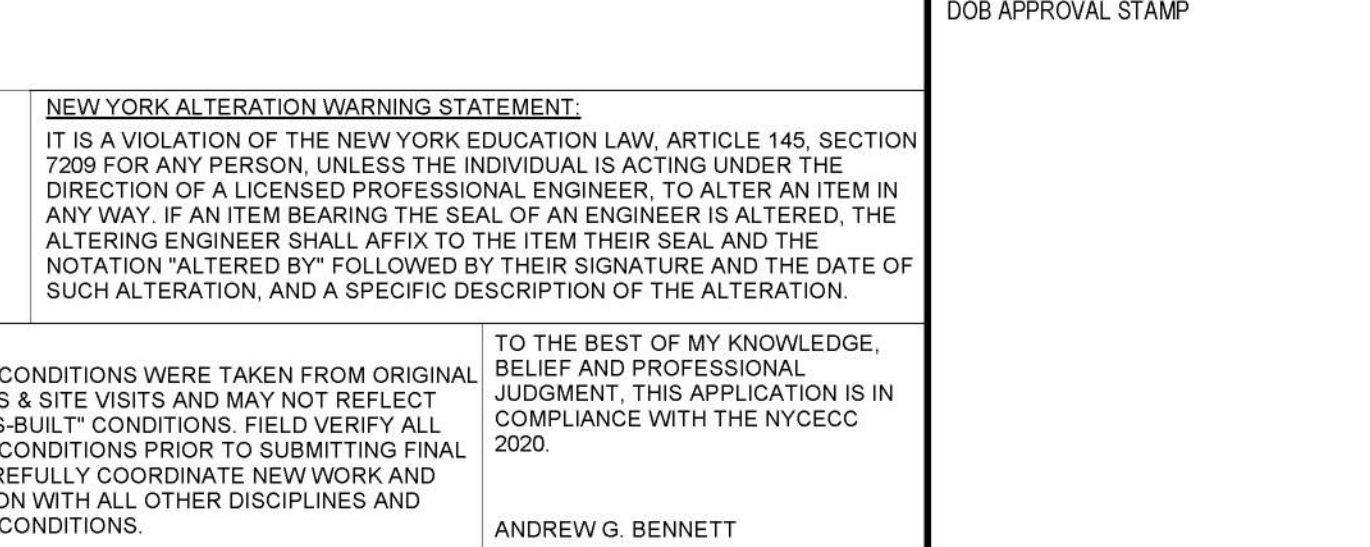 DOB APPROVAL STAMP
NEW YORK ALTERATION WARNING STATEMENT:
IT IS A VIOLATION OF THE NEW YORK EDUCATION LAW, ARTICLE 145, SECTION
7209 FOR ANY PERSON, UNLESS THE INDIVIDUAL IS ACTING UNDER THE
DIRECTION OF A LICENSED PROFESSIONAL ENGINEER, TO ALTER AN ITEM IN
ANY WAY. IF AN ITEM BEARING THE SEAL OF AN ENGINEER IS ALTERED, THE
ALTERING ENGINEER SHALL AFFIX TO THE ITEM THEIR SEAL AND THE
NOTATION "ALTERED BY" FOLLOWED BY THEIR SIGNATURE AND THE DATE OF
SUCH ALTERATION, AND A SPECIFIC DESCRIPTION OF THE ALTERATION.
CONDITIONS WERE TAKEN FROM ORIGINAL
& SITE VISITS AND MAY NOT REFLECT
-BUILT" CONDITIONS. FIELD VERIFY ALL
CONDITIONS PRIOR TO SUBMITTING FINAL
REFULLY COORDINATE NEW WORK AND
ON WITH ALL OTHER DISCIPLINES AND
CONDITIONS.
TO THE BEST OF MY KNOWLEDGE,
BELIEF AND PROFESSIONAL
JUDGMENT, THIS APPLICATION IS IN
COMPLIANCE WITH THE NYCECC
2020.
ANDREW G. BENNETT